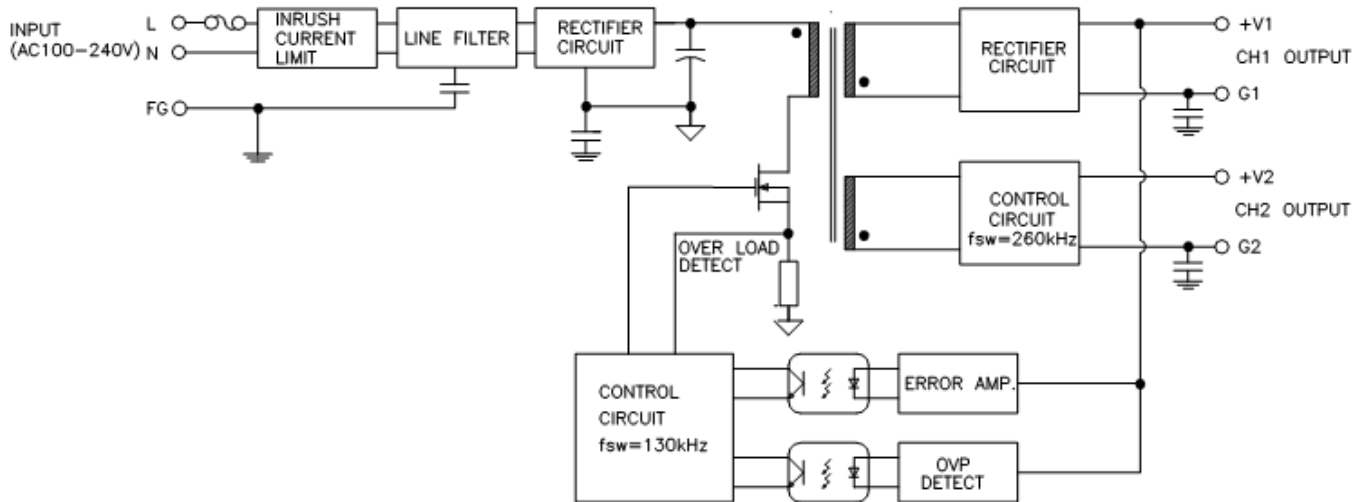 INPUT
(AC100-240V)
L
N
FG
INRUSH
CURRENT
LIMIT
LINE FILTER
RECTIFIER
CIRCUIT
RECTIFIER
CIRCUIT
+V1
CH1 OUTPUT
G1
CONTROL
CIRCUIT
fsw=260kHz
+V2
CH2 OUTPUT
G2
OVER LOAD
DETECT
CONTROL
CIRCUIT
fsw=130kHz
ERROR AMP.
OVP
DETECT